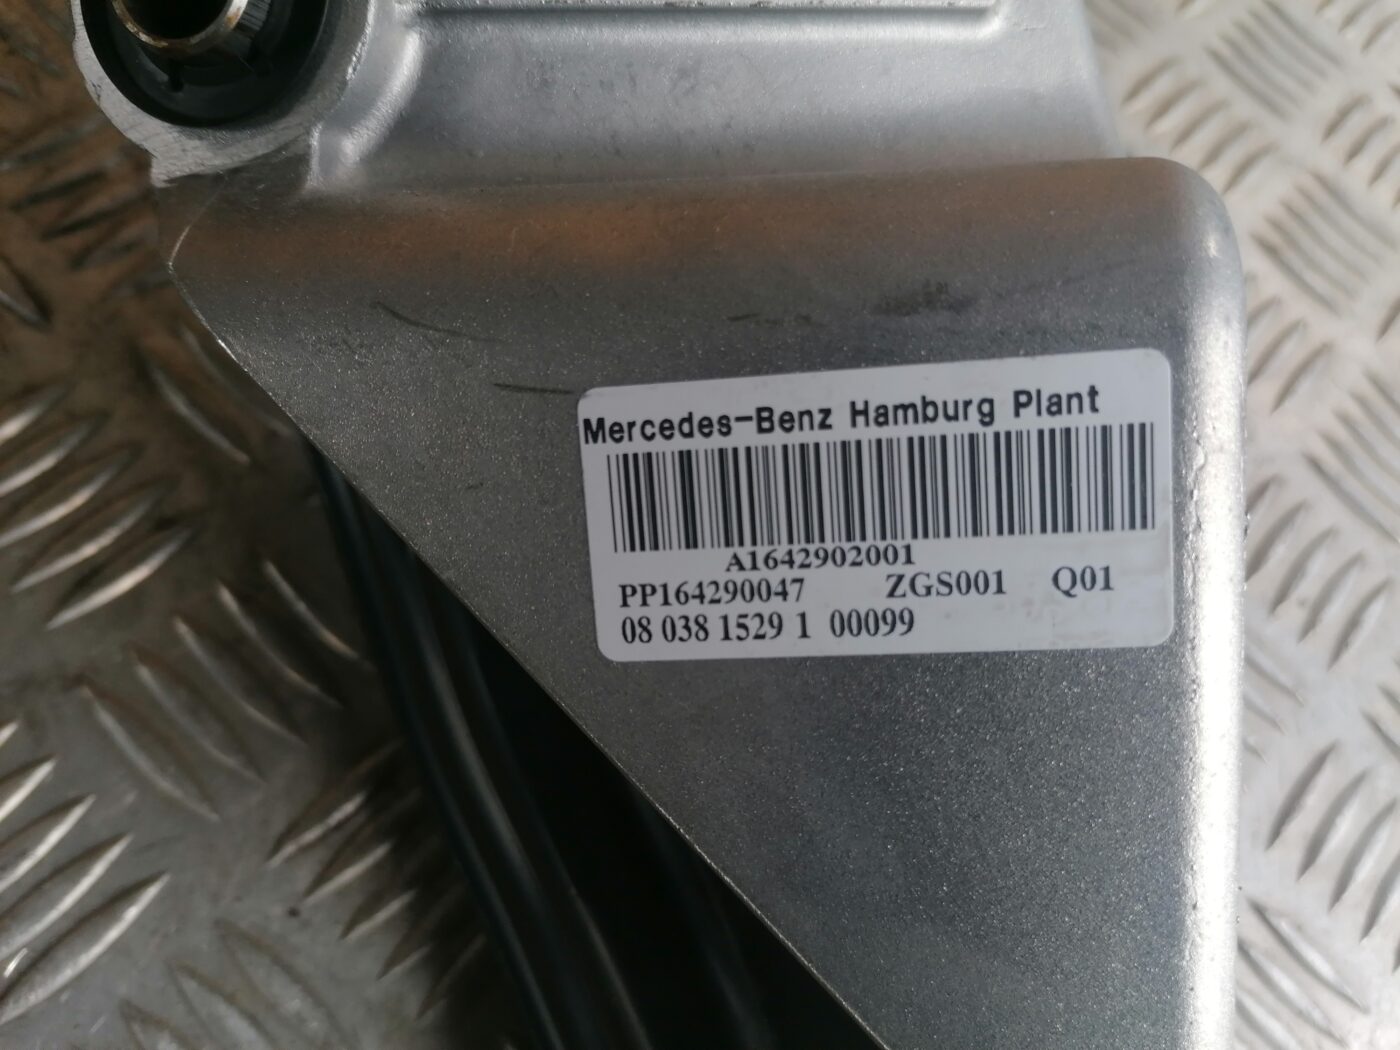 Mercedes-Benz Hamburg Plant
A1642902001
PP164290047 ZGS001 Q01
08 038 1529 1 00099